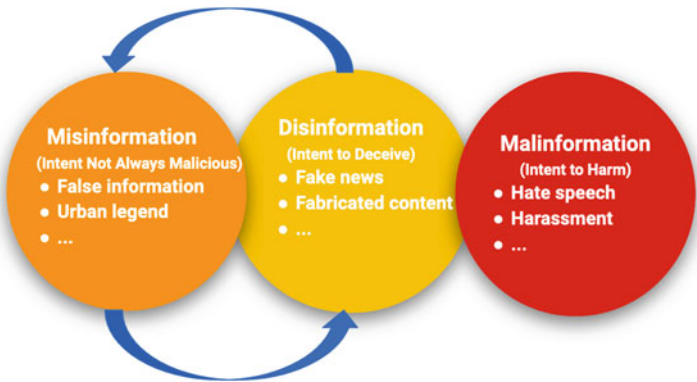 Misinformation
(Intent Not Always Malicious)
• False information
• Urban legend
• ...
Disinformation
(Intent to Deceive)
• Fake news
• Fabricated content
• ...
Malinformation
(Intent to Harm)
• Hate speech
• Harassment
• ...